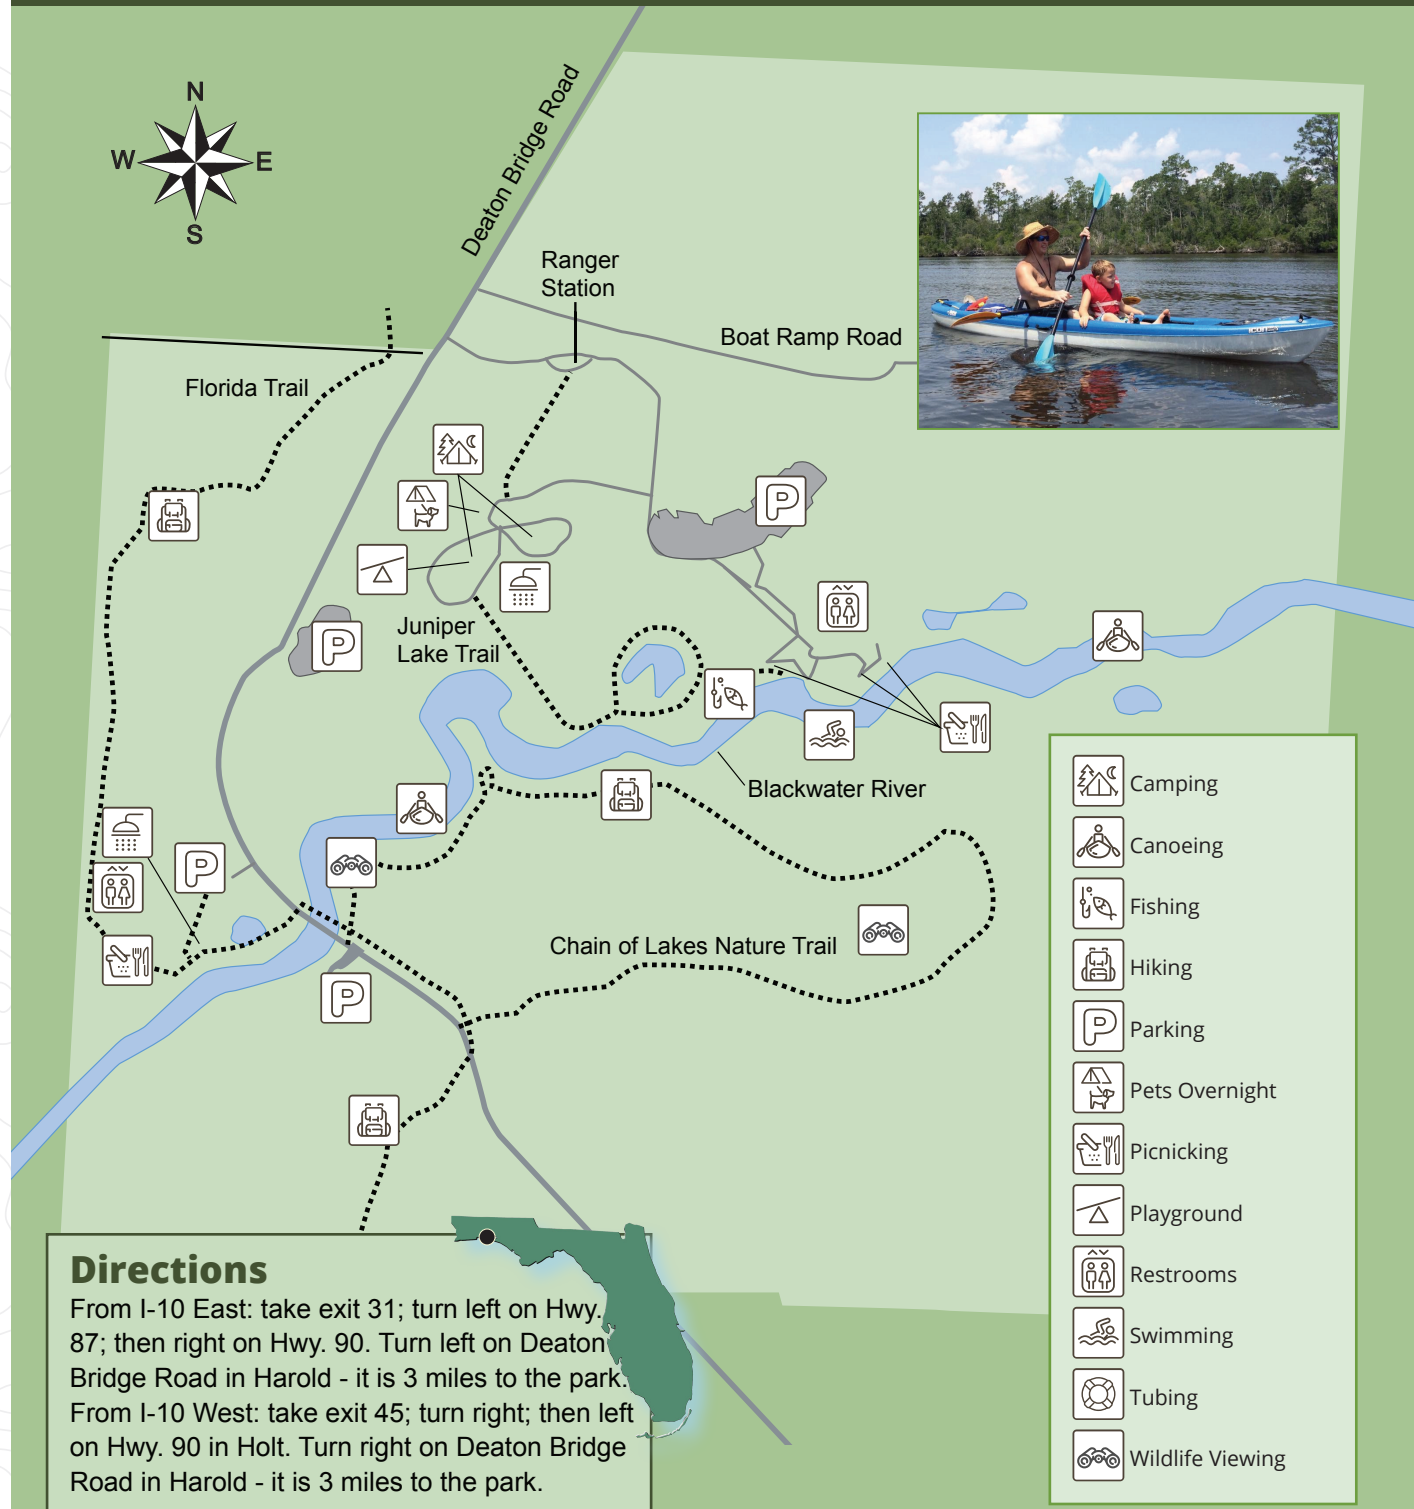 N
W
E
S
Deaton Bridge Road
Ranger
Station
Boat Ramp Road
Florida Trail
P
P
Juniper
Lake Trail
Blackwater River
P
Chain of Lakes Nature Trail
P
Camping
Canoeing
Fishing
Hiking
P
Parking
Pets Overnight
Picnicking
Playground
Restrooms
Swimming
Tubing
Wildlife Viewing
Directions
From I-10 East: take exit 31; turn left on Hwy.
87; then right on Hwy. 90. Turn left on Deaton
Bridge Road in Harold - it is 3 miles to the park.
From I-10 West: take exit 45; turn right; then left
on Hwy. 90 in Holt. Turn right on Deaton Bridge
Road in Harold - it is 3 miles to the park.